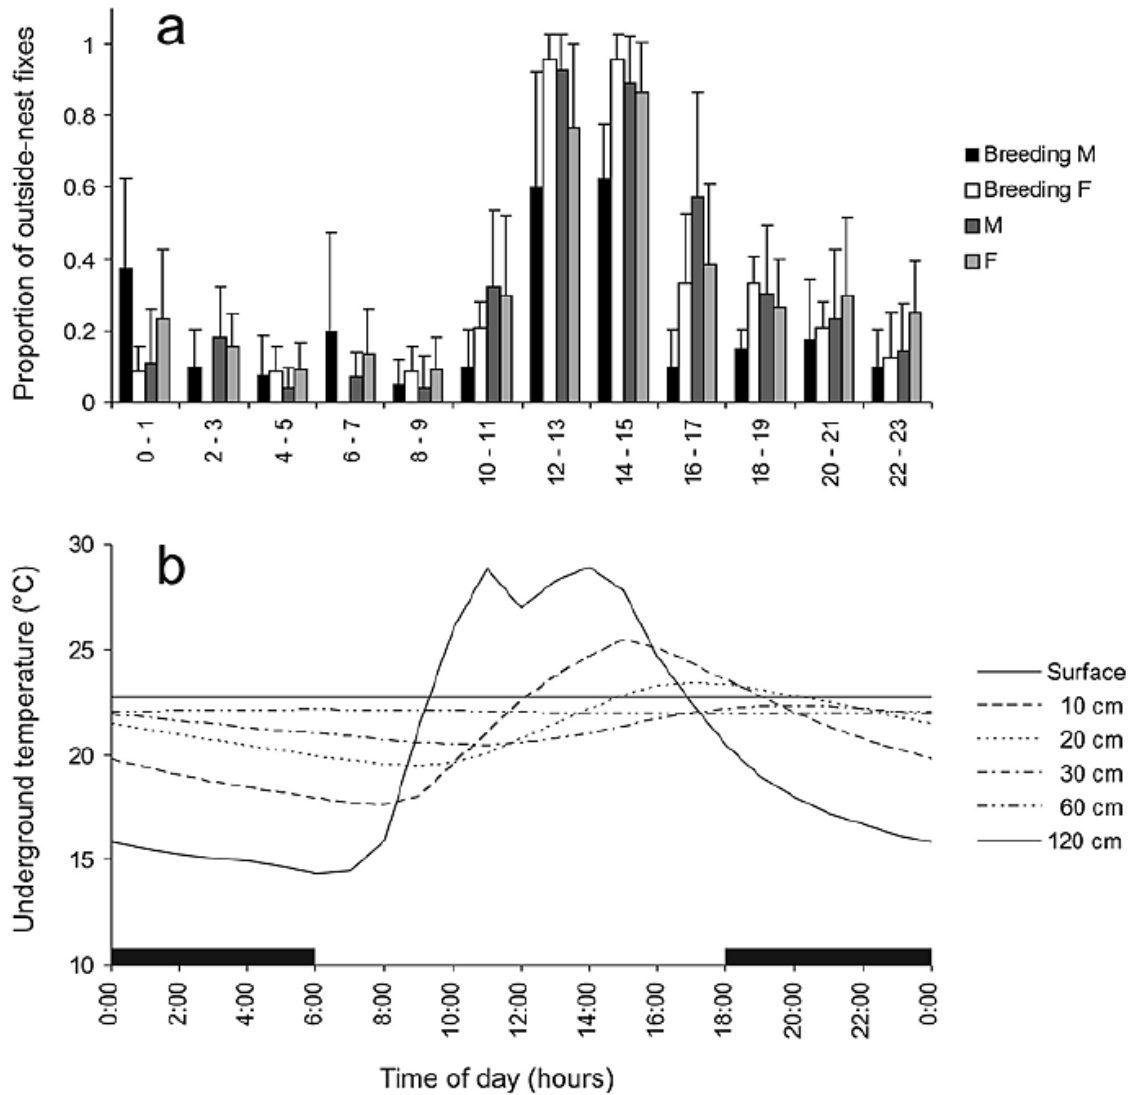 a
Proportion of outside-nest fixes
1
0.8
0.6
0.4
0.2
0
0 - 1
2 - 3
4 - 5
6 - 7
8 - 9
10 - 11
12 - 13
14 - 15
16 - 17
18 - 19
20 - 21
22 - 23
Breeding M
Breeding F
M
F
b
Underground temperature (°C)
30
25
20
15
10
0:00
2:00
4:00
6:00
8:00
10:00
12:00
14:00
16:00
18:00
20:00
22:00
0:00
Time of day (hours)
Surface
10 cm
20 cm
30 cm
60 cm
120 cm